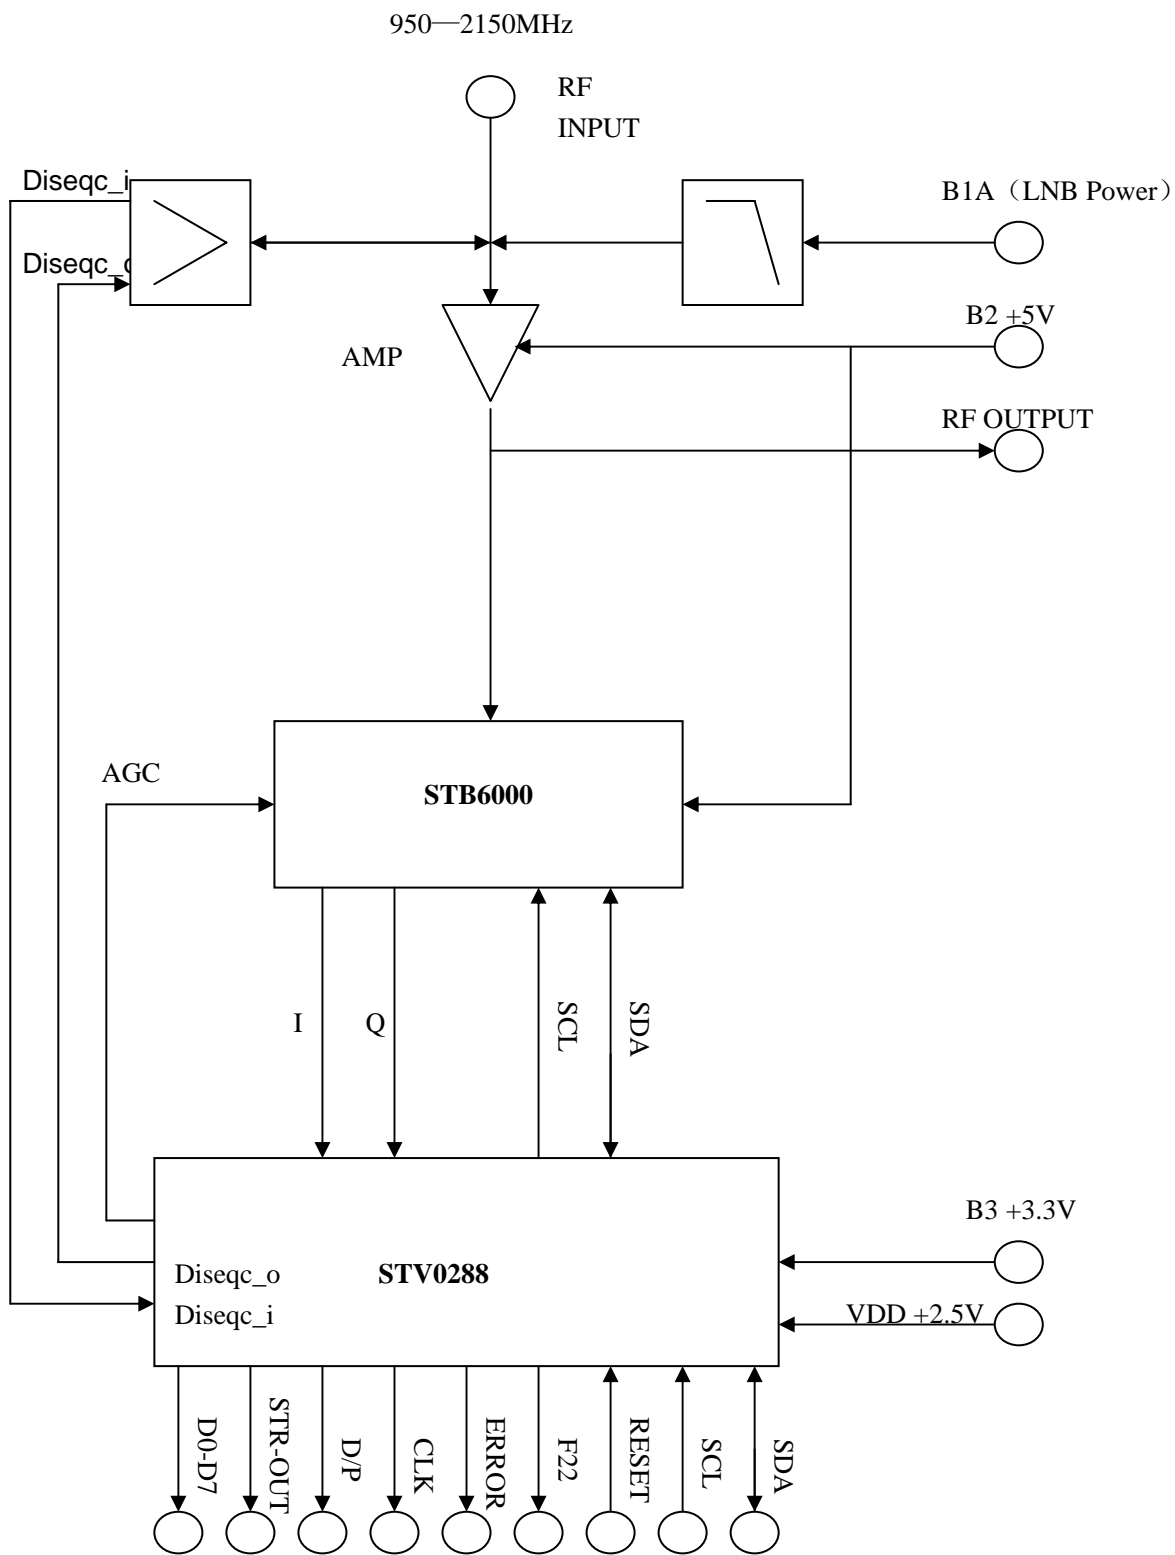 950—2150MHz
RF
INPUT
Diseqc_i
B1A（LNB Power）
Diseqc_
B2 +5V
AMP
RF OUTPUT
AGC
STB6000
I
Q
SCL
SDA
B3 +3.3V
Diseqc_o
STV0288
Diseqc_i
VDD +2.5V
D0-D7
STR-OUT
D/P
CLK
ERROR
F22
RESET
SCL
SDA